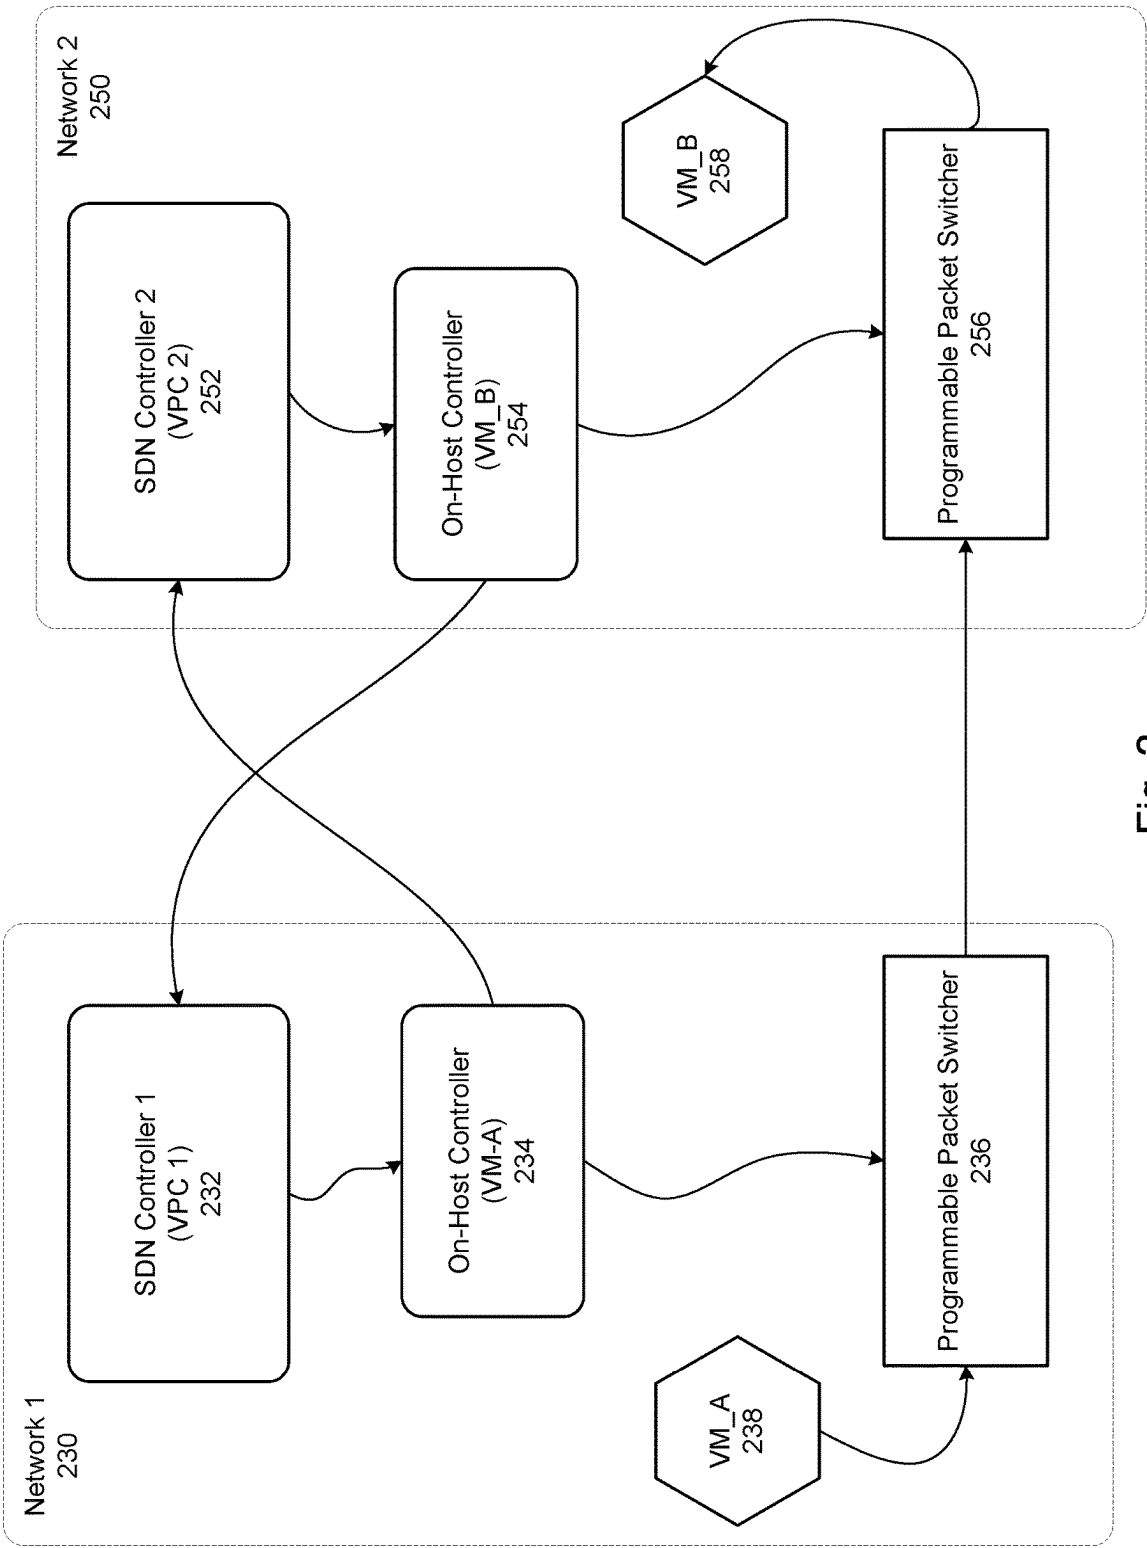 Network 1
230
SDN Controller 1
(VPC 1)
232
On-Host Controller
(VM-A)
234
VM_A
238
Programmable Packet Switcher
236
Network 2
250
SDN Controller 2
(VPC 2)
252
On-Host Controller
(VM_B)
254
VM_B
258
Programmable Packet Switcher
256
Fig.